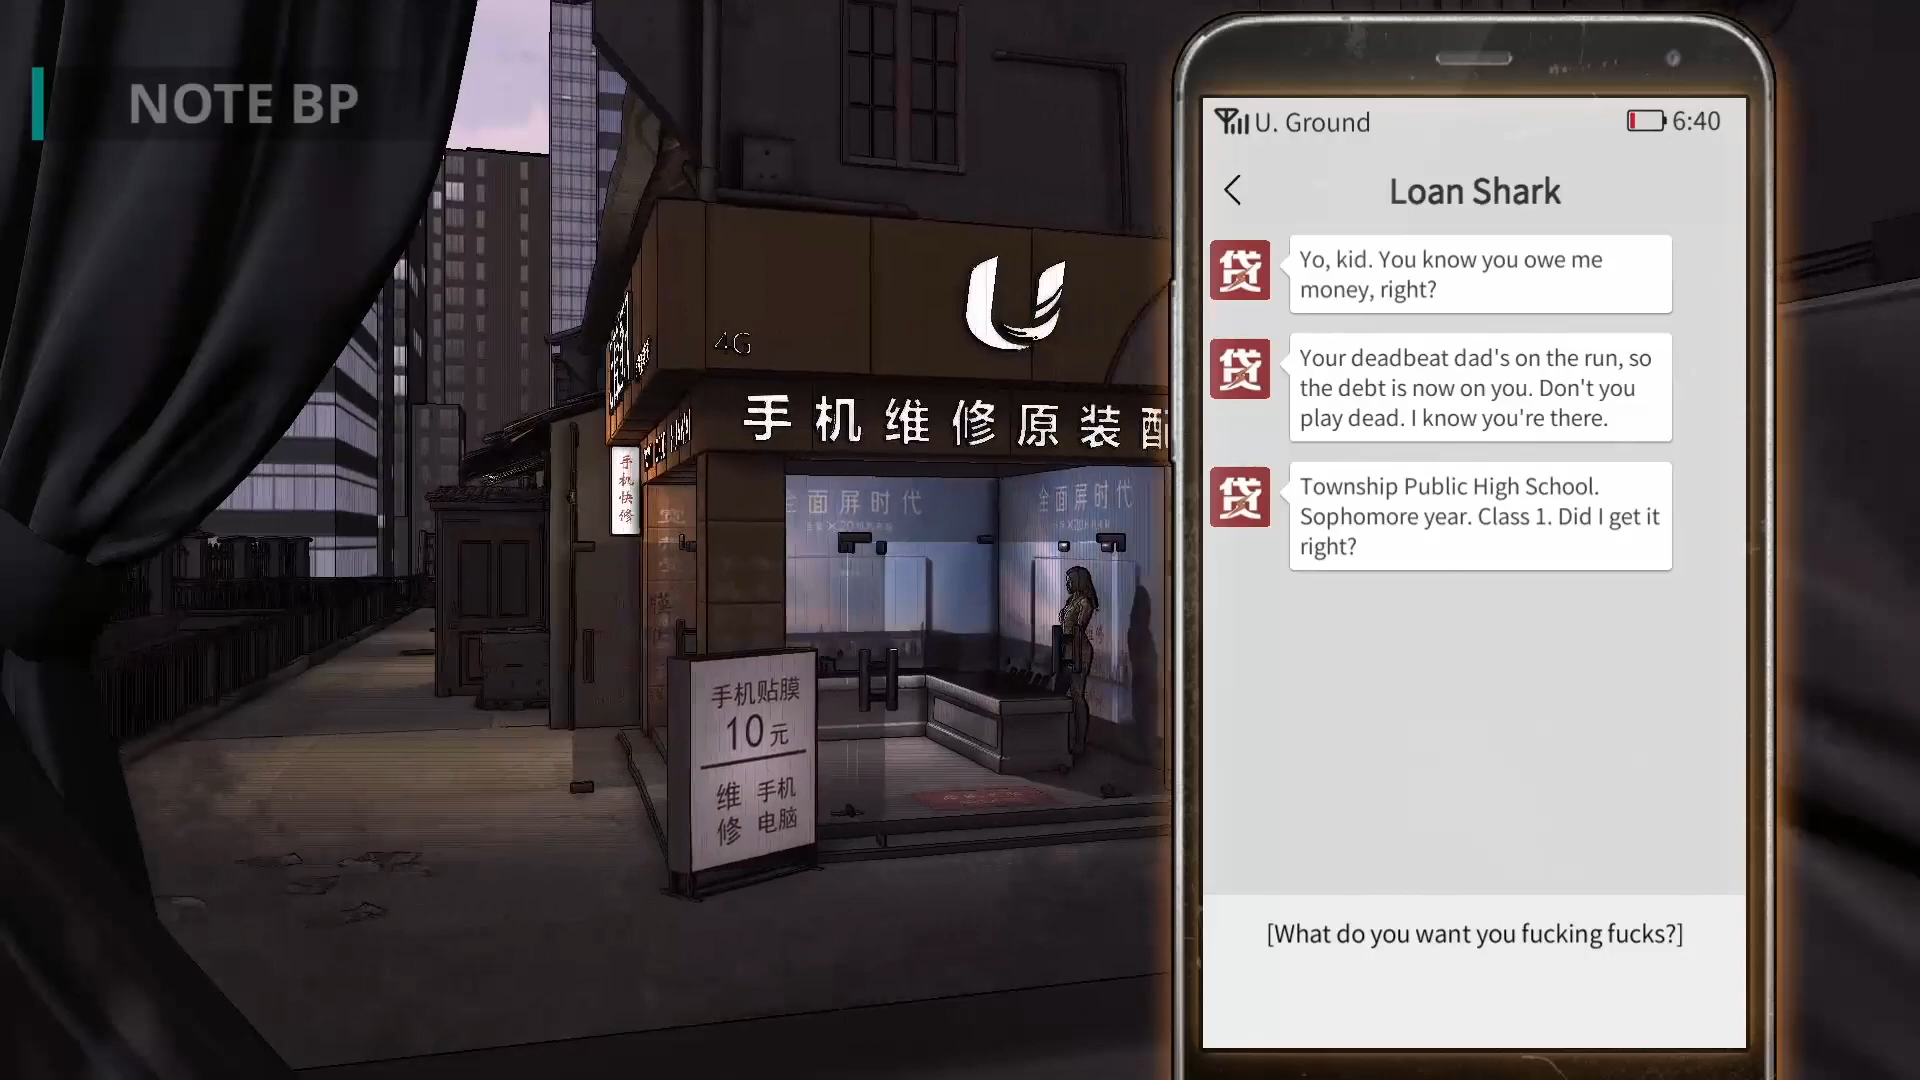 NOTE BP
4G
手机维修原装配
手机快修
全面屏时代
全面屏时代
手机贴膜
10元
维修 手机电脑
U. Ground
6:40
Loan Shark
贷
Yo, kid. You know you owe me
money, right?
贷
Your deadbeat dad's on the run, so
the debt is now on you. Don't you
play dead. I know you're there.
贷
Township Public High School.
Sophomore year. Class 1. Did I get it
right?
[What do you want you fucking fucks?]